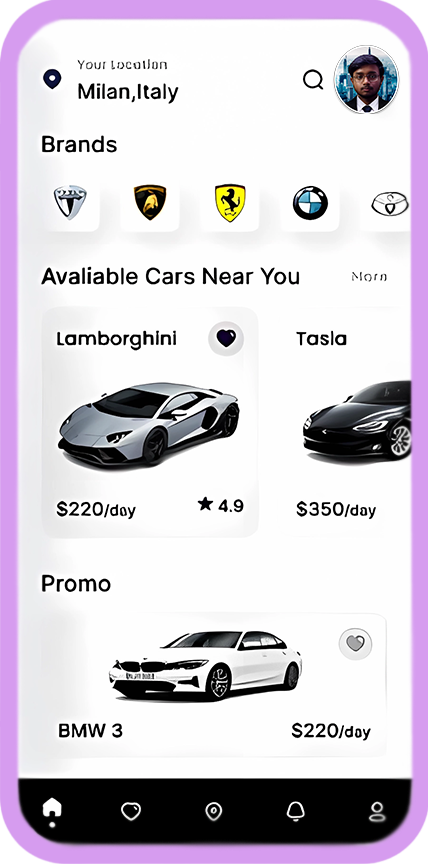 Your Location
Milan,Italy
Brands
Avaliable Cars Near You
More
Lamborghini
Tasla
$220/day
4.9
$350/day
Promo
BMW 3
$220/day